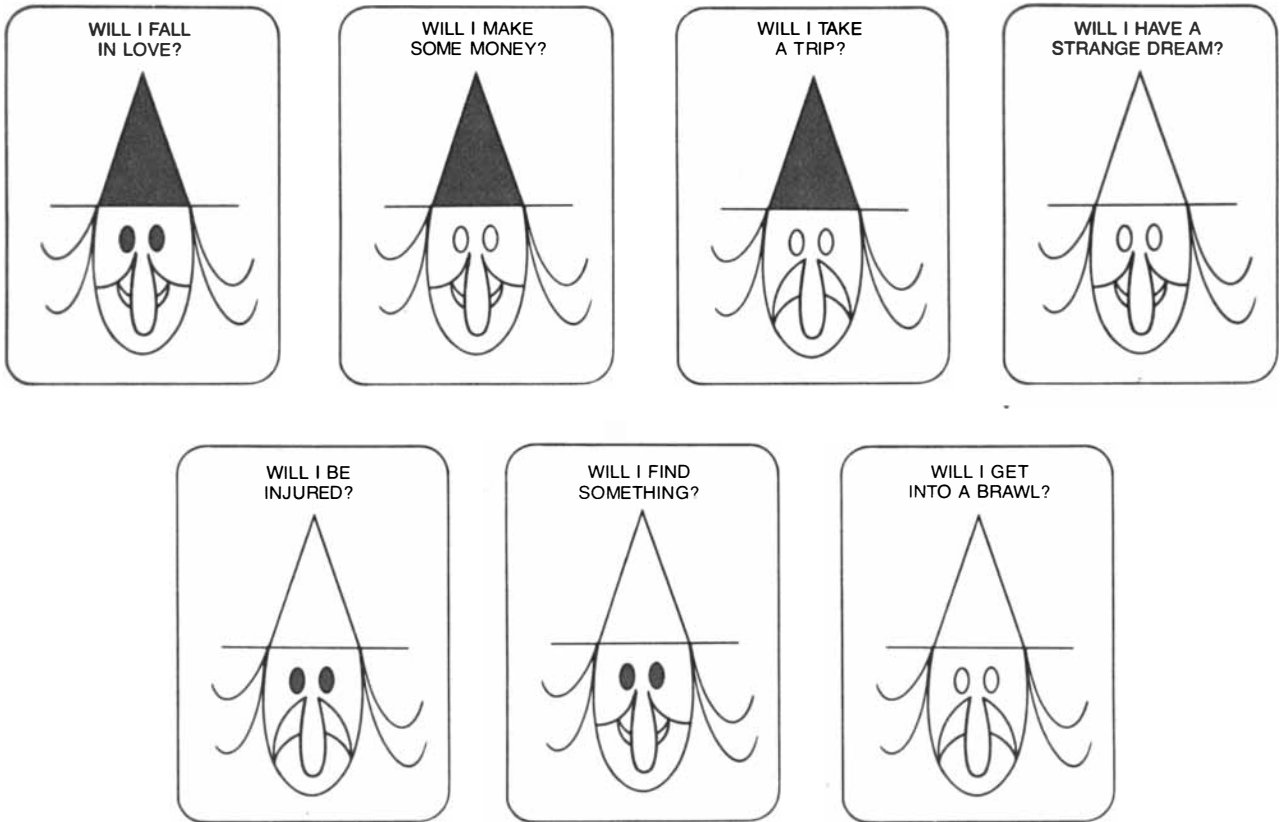 WILL I FALL
IN LOVE?
WILL I MAKE
SOME MONEY?
WILL I TAKE
A TRIP?
WILL I HAVE A
STRANGE DREAM?
WILL I BE
INJURED?
WILL I FIND
SOMETHING?
WILL I GET
INTO A BRAWL?